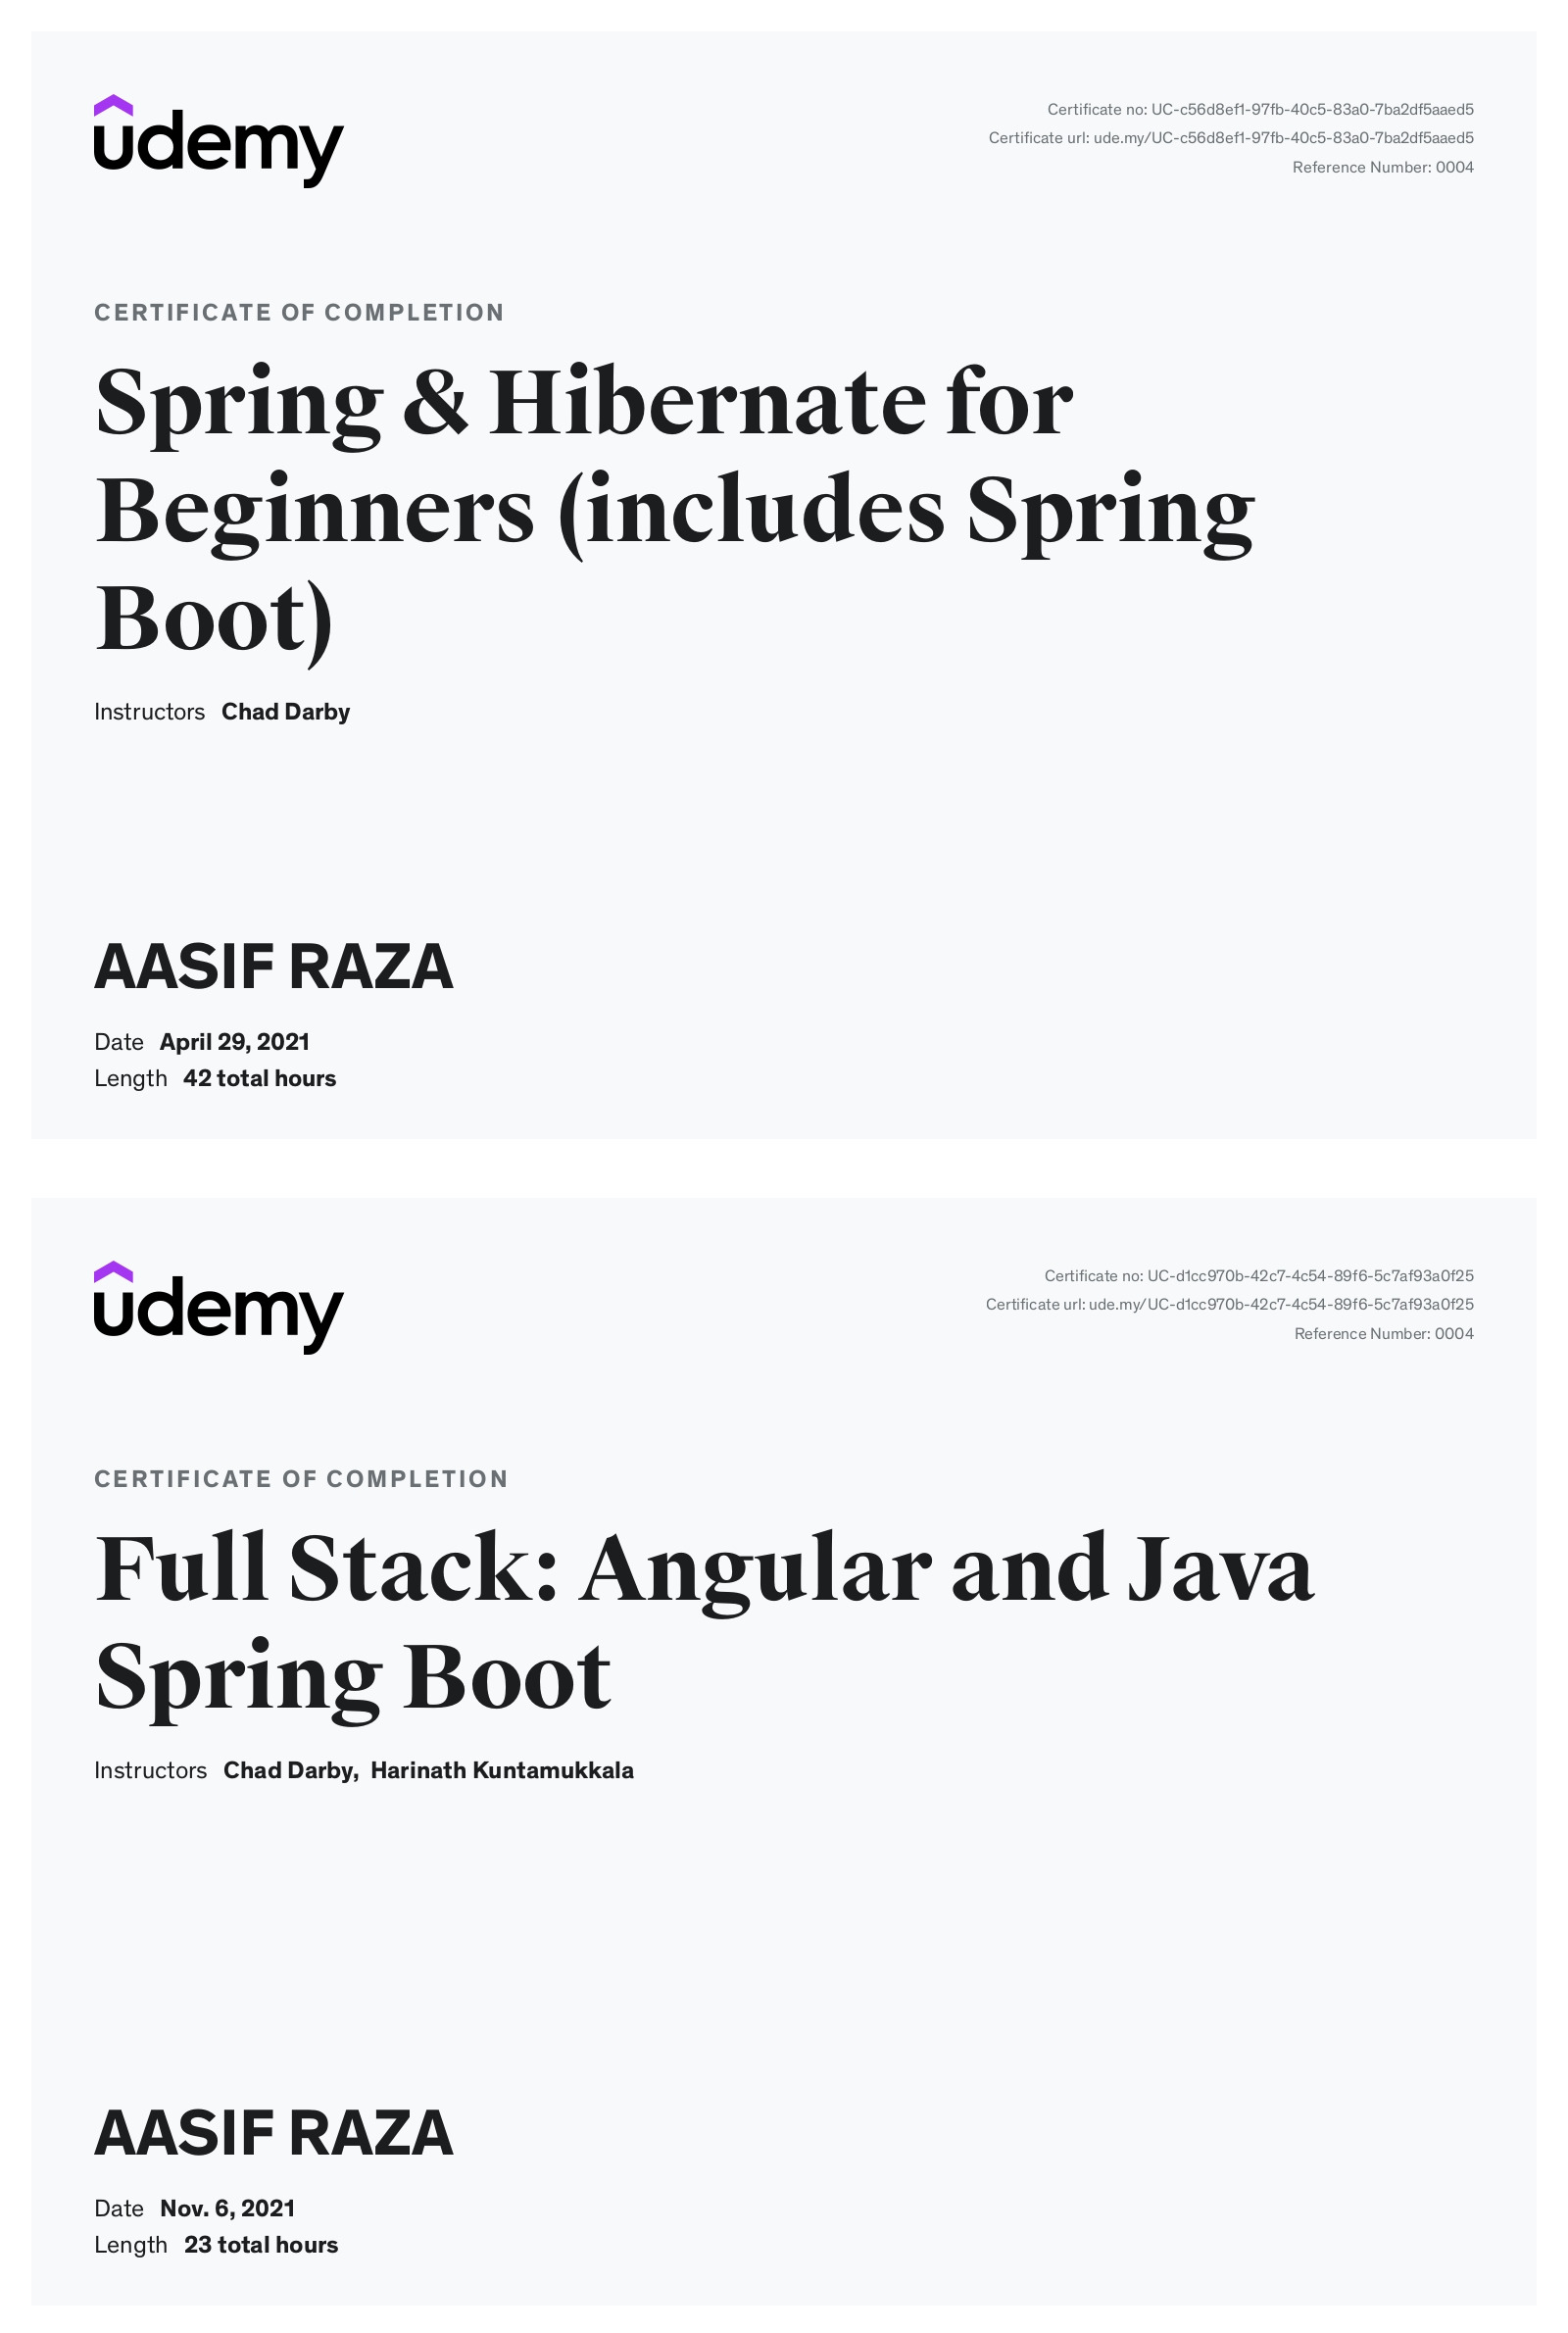 udemy
Certificate no: UC-c56d8ef1-97fb-40c5-83a0-7ba2df5aaed5
Certificate url: ude.my/UC-c56d8ef1-97fb-40c5-83a0-7ba2df5aaed5
Reference Number: 0004
CERTIFICATE OF COMPLETION
Spring & Hibernate for
Beginners (includes Spring
Boot)
Instructors Chad Darby
AASIF RAZA
Date April 29, 2021
Length 42 total hours
udemy
Certificate no: UC-d1cc970b-42c7-4c54-89f6-5c7af93a0f25
Certificate url: ude.my/UC-d1cc970b-42c7-4c54-89f6-5c7af93a0f25
Reference Number: 0004
CERTIFICATE OF COMPLETION
Full Stack: Angular and Java
Spring Boot
Instructors Chad Darby, Harinath Kuntamukkala
AASIF RAZA
Date Nov. 6, 2021
Length 23 total hours